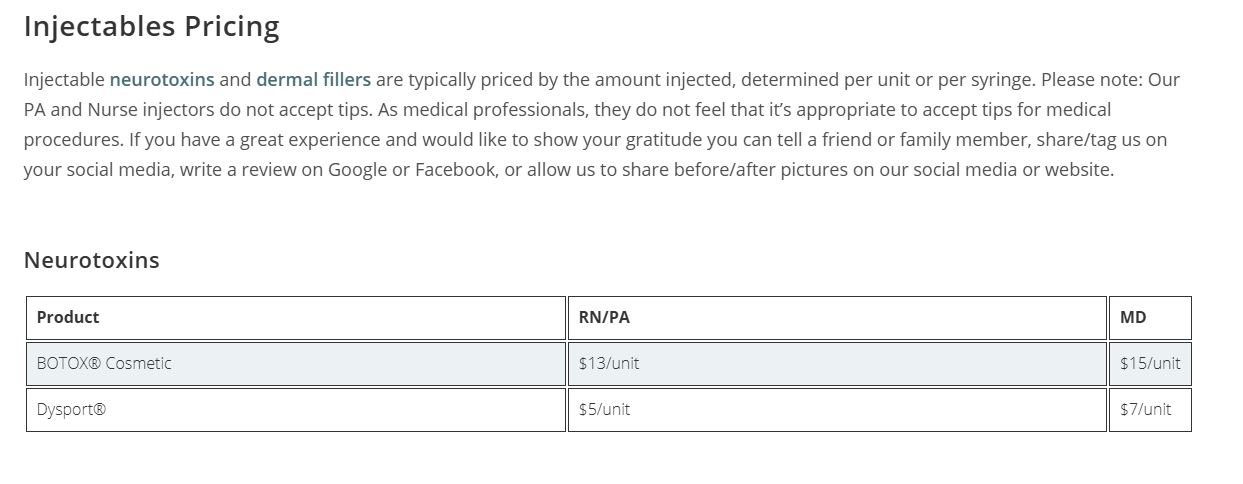 Injectables Pricing
Injectable neurotoxins and dermal fillers are typically priced by the amount injected, determined per unit or per syringe. Please note: Our
PA and Nurse injectors do not accept tips. As medical professionals, they do not feel that it’s appropriate to accept tips for medical
procedures. If you have a great experience and would like to show your gratitude you can tell a friend or family member, share/tag us on
your social media, write a review on Google or Facebook, or allow us to share before/after pictures on our social media or website.
Neurotoxins
Product RN/PA MD
BOTOX® Cosmetic $13/unit $15/unit
Dysport® $5/unit $7/unit